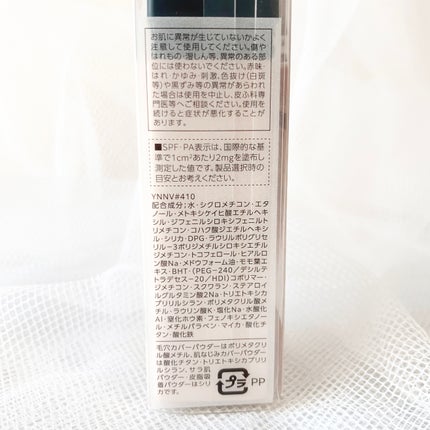 お肌に異常が生じていないかよく
注意して使用してください。傷や
はれもの・湿しん等、異常のある部
位には使わないでください。赤味・
はれ・かゆみ・刺激、色抜け(白斑
等)や黒ずみ等の異常があらわれ
た場合は使用を中止し、皮ふ科専
門医等へご相談ください。使用を
続けると症状が悪化することが
あります。
■SPF・PA表示は、国際的な基
準で1cm²あたり2mgを塗布し
測定した値です。製品選択時の
目安とお考えください。
YNNV#410
配合成分:水・シクロメチコン・エタ
ノール・メトキシケイヒ酸エチルヘキ
シル・ジフェニルシロキシフェニルト
リメチコン・コハク酸ジエチルヘキシ
ル・シリカ・DPG・ラウリルポリグリセ
リル-3ポリジメチルシロキシエチル
ジメチコン・トコフェロール・ヒアルロ
ン酸Na・メドウフォーム油・モモ葉エ
キス・BHT・(PEG-240/デシルテ
トラデセス-20/HDI)コポリマー・
ジメチコン・スクワラン・ステアロイ
ルグルタミン酸2Na・トリエトキシカ
プリリルシラン・ポリメタクリル酸メ
チル・ラウリン酸K・塩化Na・水酸化
Al・窒化ホウ素・フェノキシエタノー
ル・メチルパラベン・マイカ・酸化チ
タン・酸化鉄
毛穴カバーパウダーはポリメタクリ
ル酸メチル、肌なじみカバーパウダー
は酸化チタン・トリエトキシカプリ
リルシラン、サラ肌
パウダー・皮脂吸
着パウダーはシリ
カです。
プラ
PP